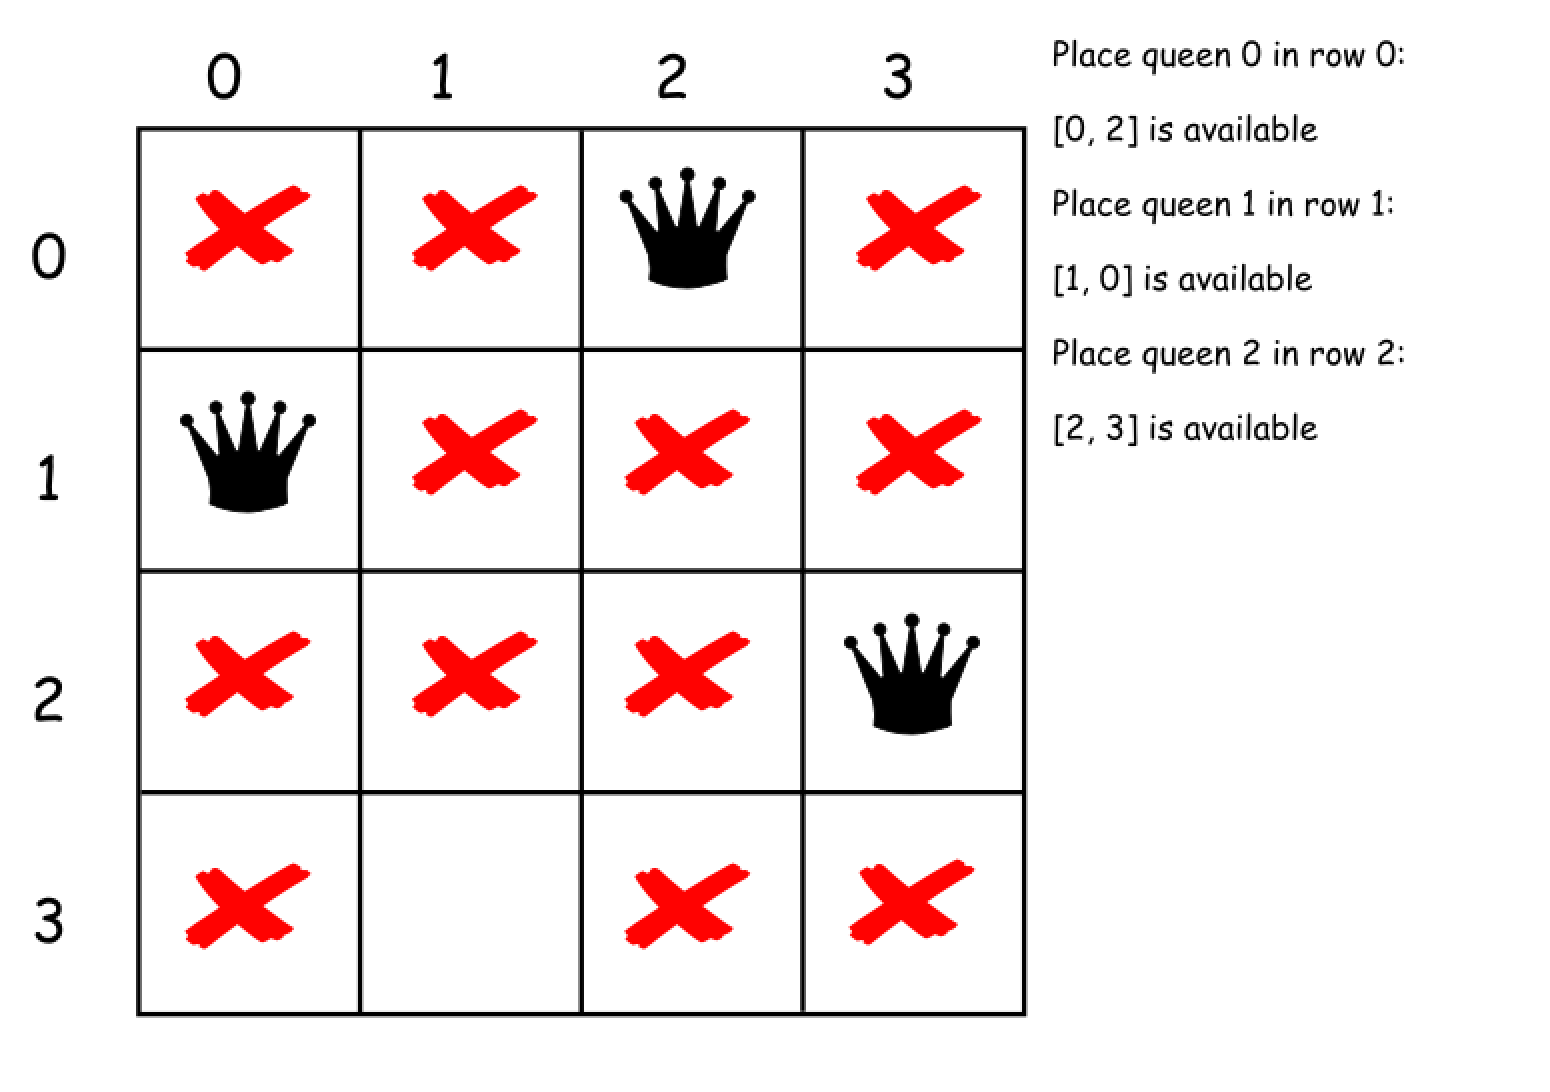 0 1 2 3
0
1
2
3
Place queen 0 in row 0:
[0, 2] is available
Place queen 1 in row 1:
[1, 0] is available
Place queen 2 in row 2:
[2, 3] is available